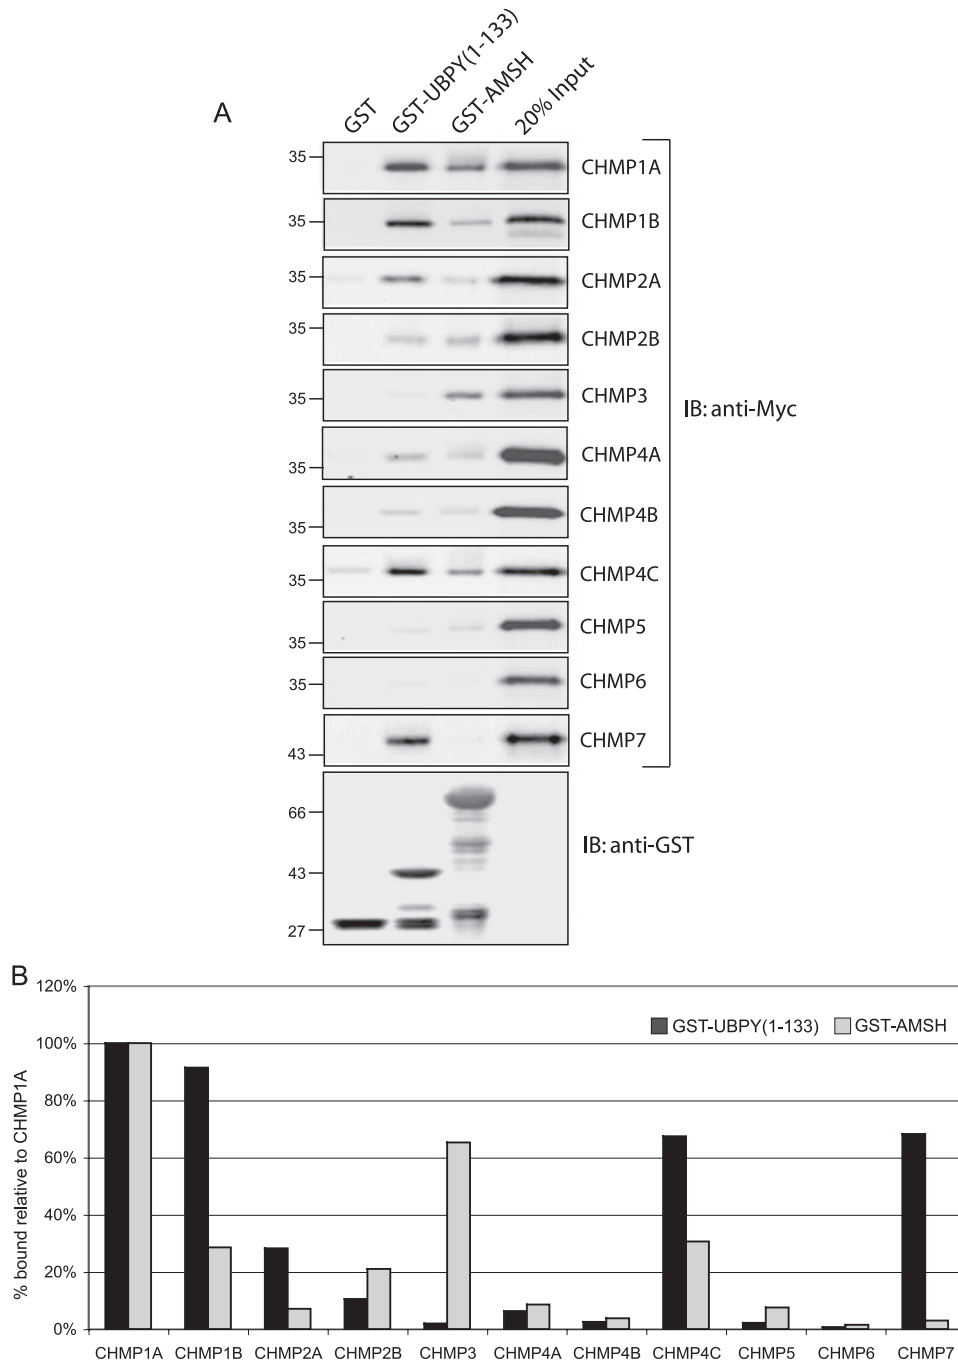 A
GST
GST-UBPY(1-133)
GST-AMSH
20% Input
35 CHMP1A
35 CHMP1B
35 CHMP2A
35 CHMP2B
35 CHMP3
IB: anti-Myc
35 CHMP4A
35 CHMP4B
35 CHMP4C
35 CHMP5
35 CHMP6
43 CHMP7
66
IB: anti-GST
43
27
B
120%
100%
80%
60%
40%
20%
0%
% bound relative to CHMP1A
GST-UBPY(1-133) GST-AMSH
CHMP1A CHMP1B CHMP2A CHMP2B CHMP3 CHMP4A CHMP4B CHMP4C CHMP5 CHMP6 CHMP7